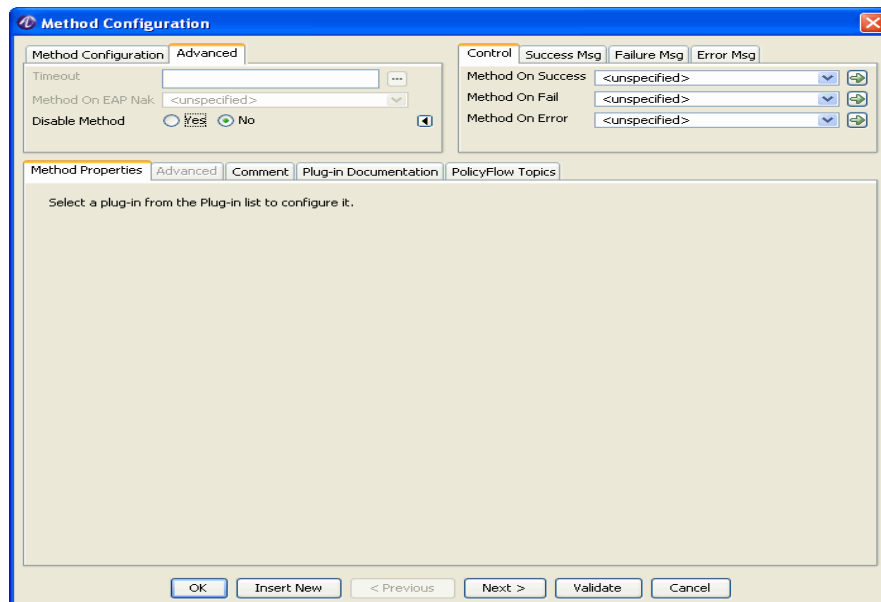 Method Configuration
Method Configuration Advanced
Timeout
...
Method On EAP Nak <unspecified>
Disable Method Yes No
Control Success Msg Failure Msg Error Msg
Method On Success <unspecified>
Method On Fail <unspecified>
Method On Error <unspecified>
Method Properties Advanced Comment Plug-in Documentation PolicyFlow Topics
Select a plug-in from the Plug-in list to configure it.
OK Insert New < Previous Next > Validate Cancel